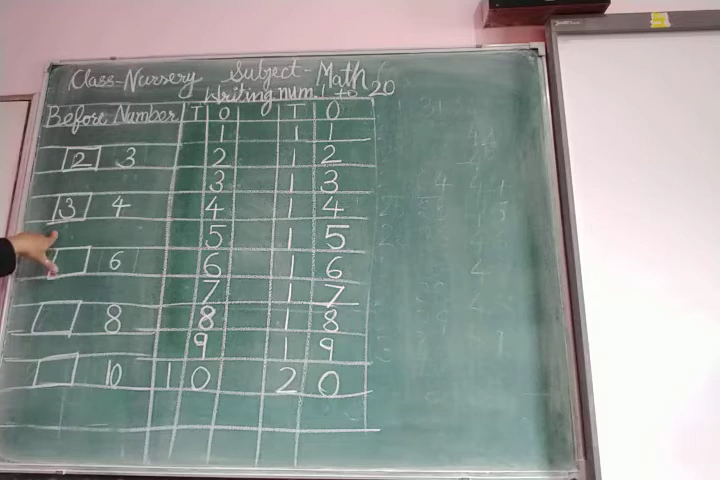 Class-Nursery Subject-Math
Writing num. to 20
Before Number T O T O
1 1 1
2 3 2 1 2
3 1 3
3 4 4 1 4
5 1 5
6 6 1 6
7 1 7
8 8 1 8
9 1 9
10 1 0 2 0